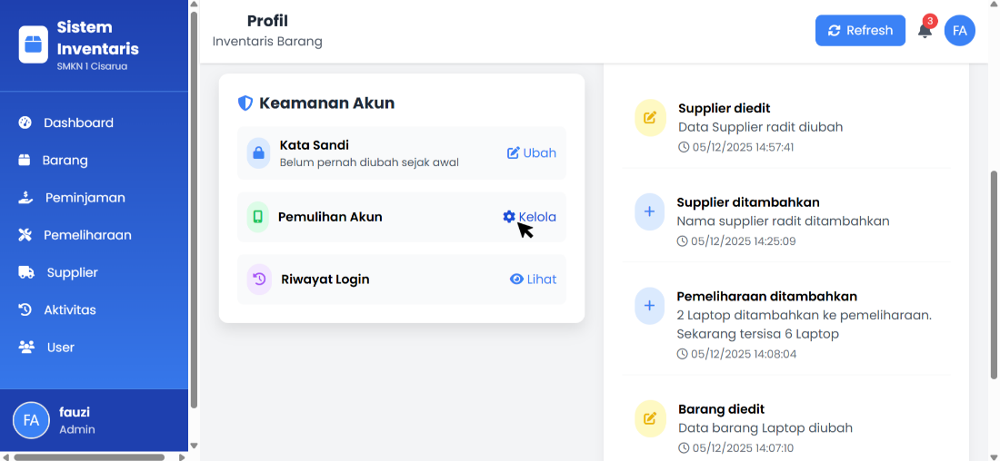 Sistem
Inventaris
SMKN 1 Cisarua
Dashboard
Barang
Peminjaman
Pemeliharaan
Supplier
Aktivitas
User
FA
fauzi
Admin
Profil
Inventaris Barang
Refresh
3
FA
Keamanan Akun
Kata Sandi
Belum pernah diubah sejak awal
Ubah
Pemulihan Akun
Kelola
Riwayat Login
Lihat
Supplier diedit
Data Supplier radit diubah
05/12/2025 14:57:41
Supplier ditambahkan
Nama supplier radit ditambahkan
05/12/2025 14:25:09
Pemeliharaan ditambahkan
2 Laptop ditambahkan ke pemeliharaan.
Sekarang tersisa 6 Laptop
05/12/2025 14:08:04
Barang diedit
Data barang Laptop diubah
05/12/2025 14:07:10